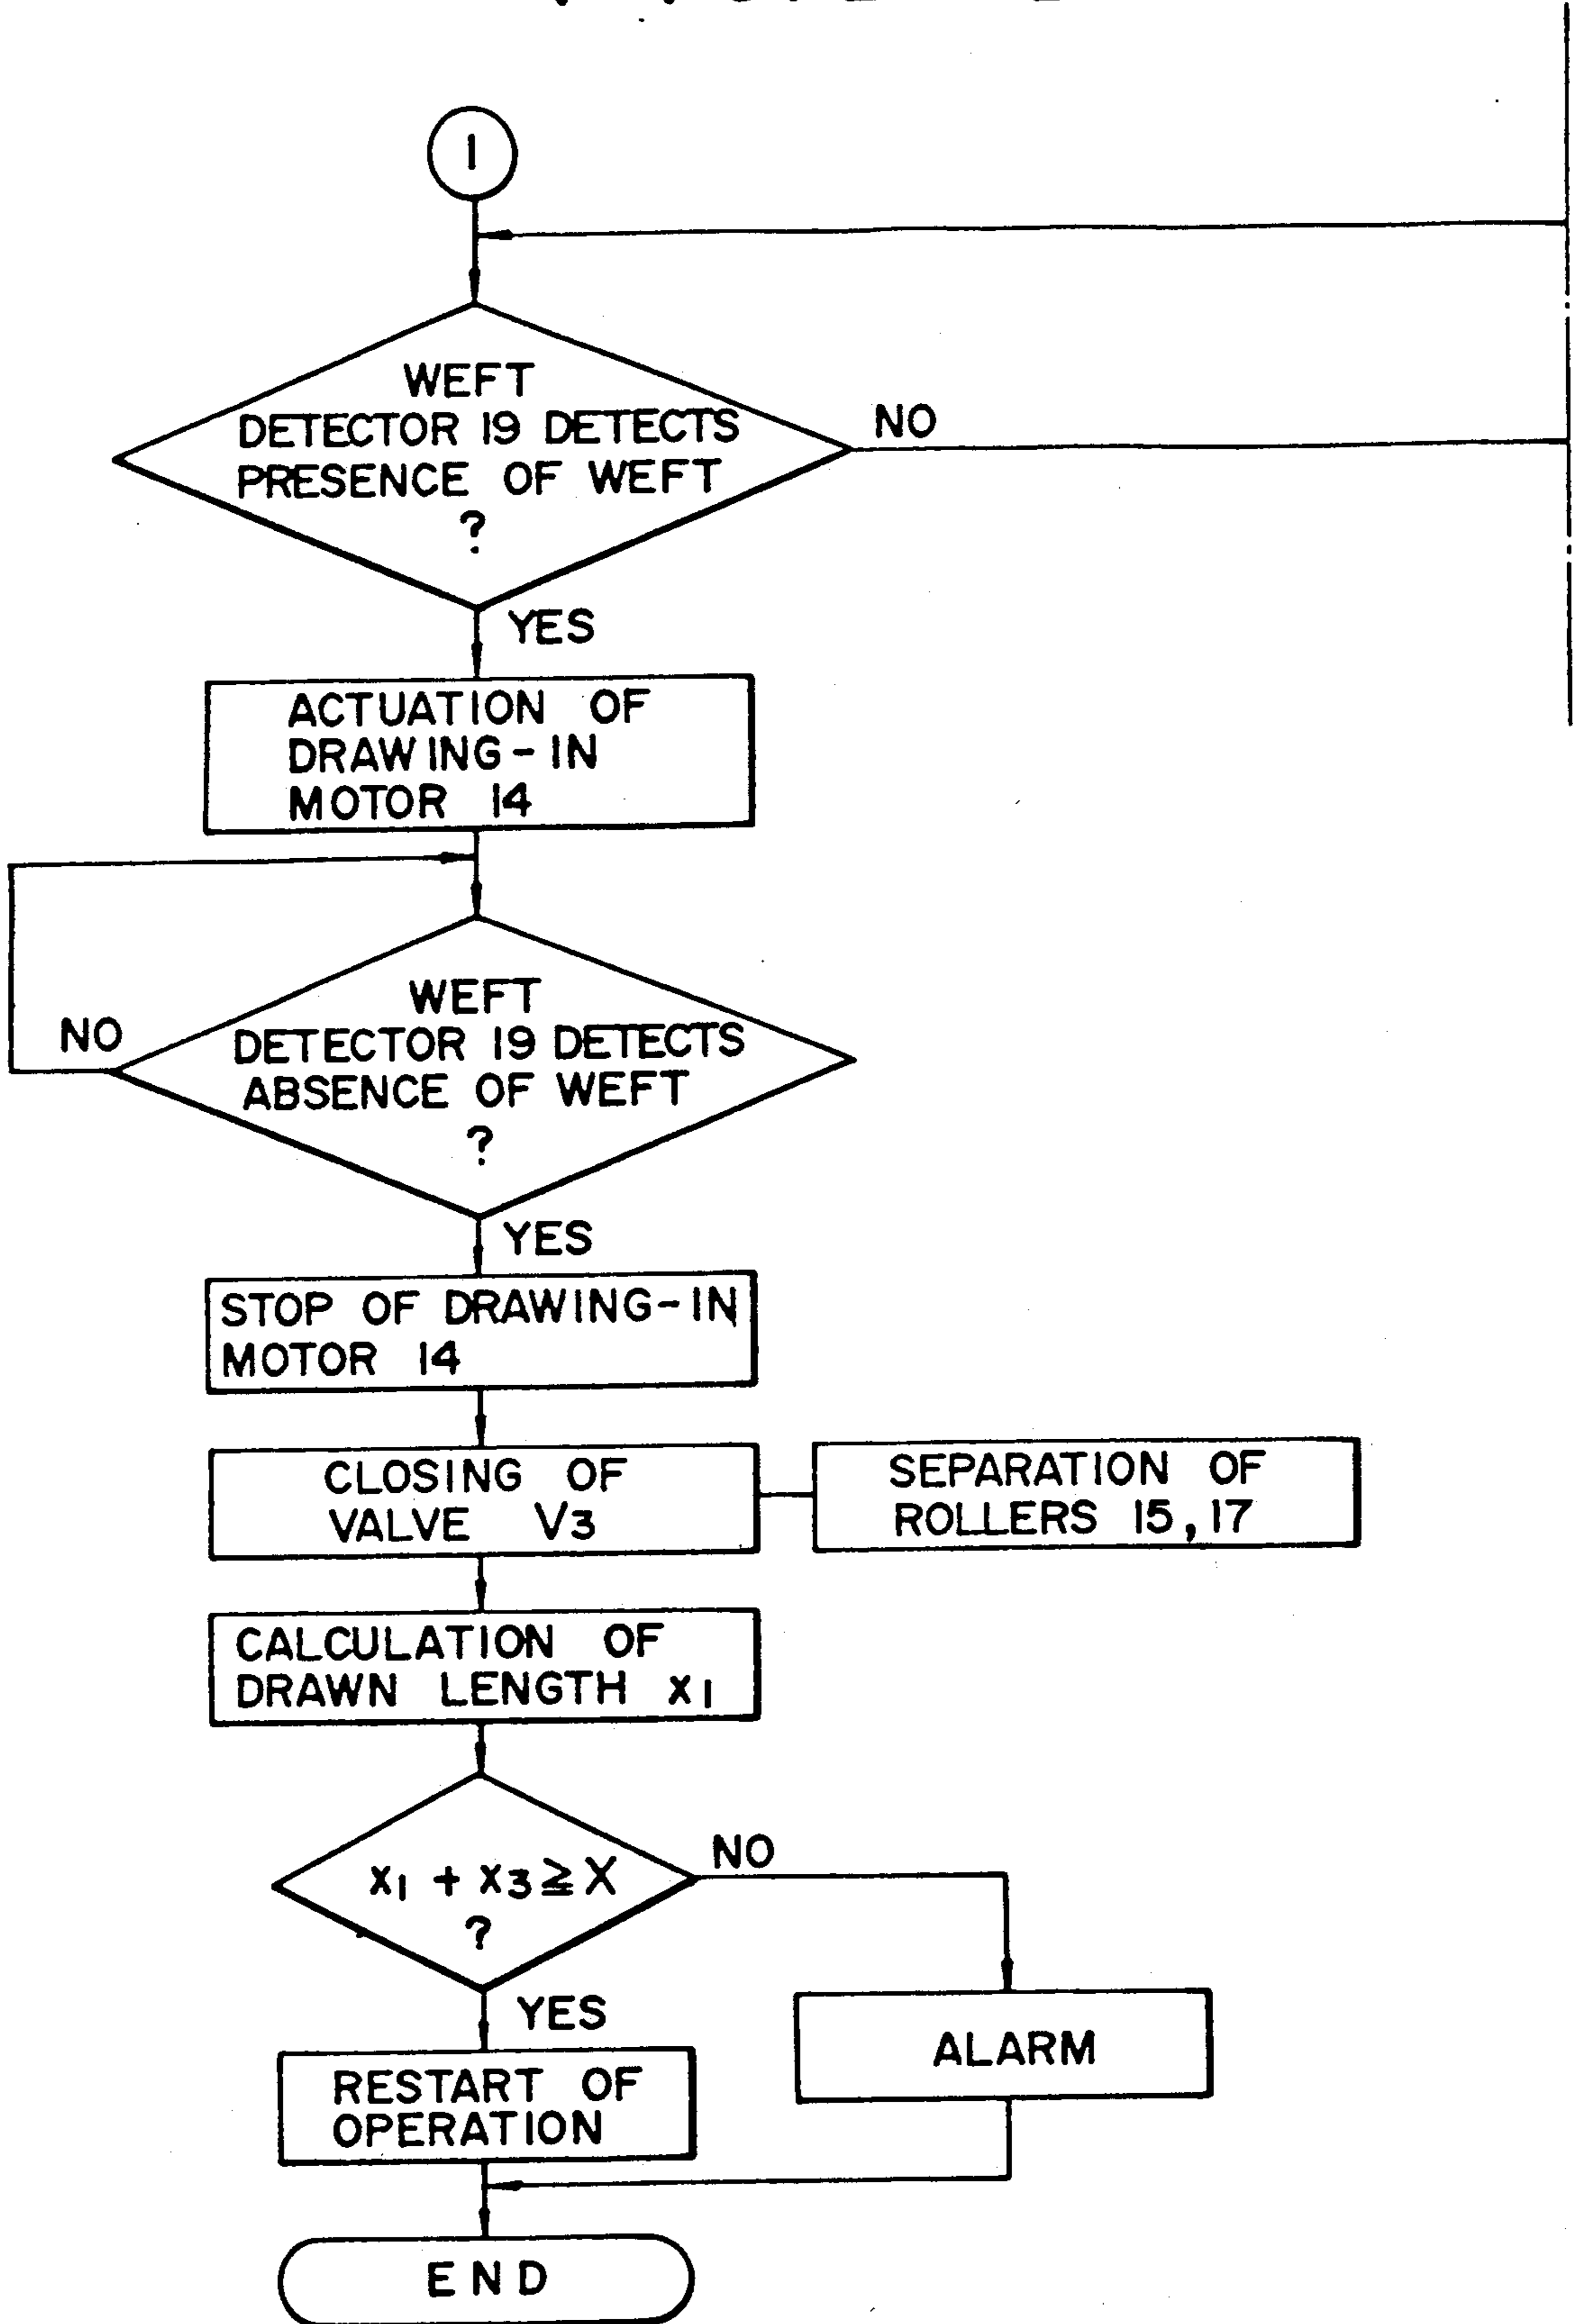 1
WEFT
DETECTOR 19 DETECTS
PRESENCE OF WEFT
?
NO
YES
ACTUATION OF
DRAWING-IN
MOTOR 14
WEFT
DETECTOR 19 DETECTS
ABSENCE OF WEFT
?
NO
YES
STOP OF DRAWING-IN
MOTOR 14
CLOSING OF
VALVE V3
SEPARATION OF
ROLLERS 15, 17
CALCULATION OF
DRAWN LENGTH x1
x1 + x3 ≧ X
?
NO
YES
ALARM
RESTART OF
OPERATION
END